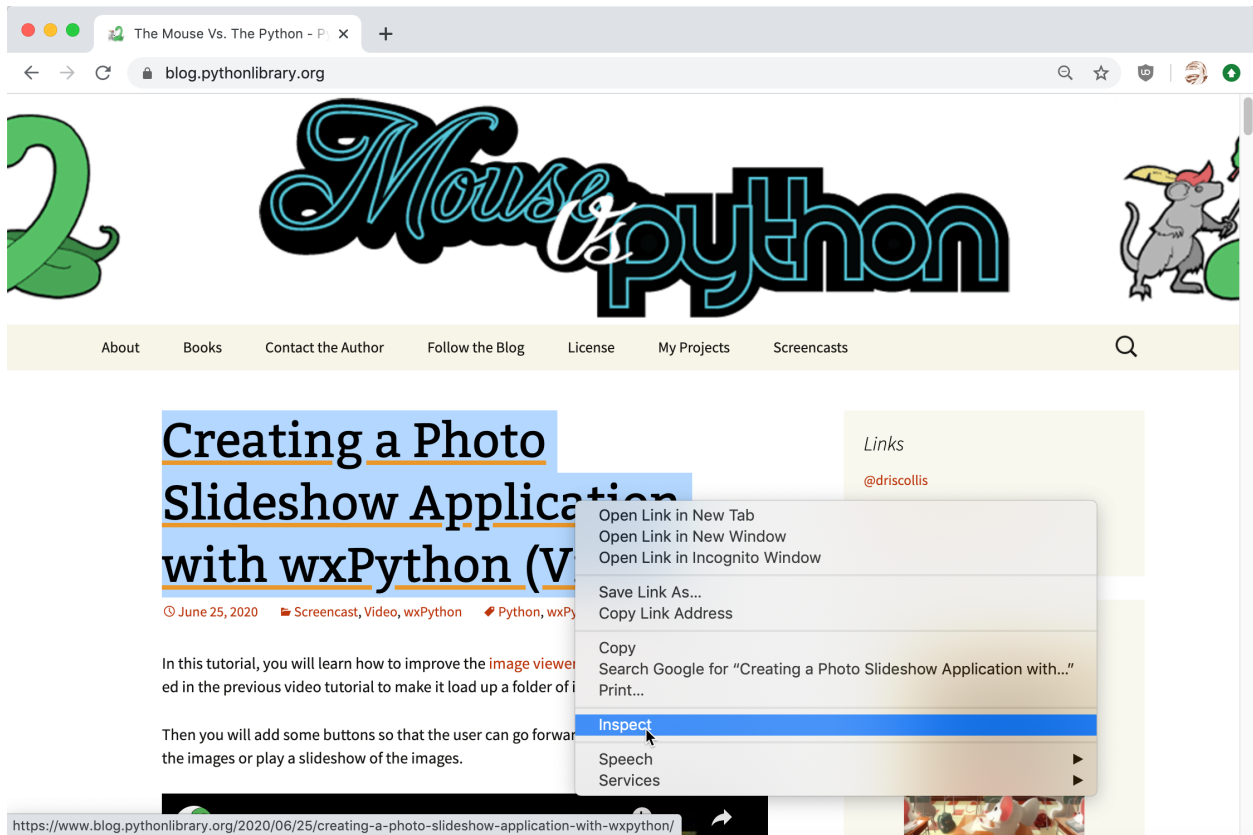 The Mouse Vs. The Python - P
blog.pythonlibrary.org
Mouse
Vs
python
About Books Contact the Author Follow the Blog License My Projects Screencasts
Creating a Photo
Slideshow Application
with wxPython (V
June 25, 2020 Screencast, Video, wxPython Python, wxPy
In this tutorial, you will learn how to improve the image viewer
ed in the previous video tutorial to make it load up a folder of i
Then you will add some buttons so that the user can go forwar
the images or play a slideshow of the images.
Links
@driscollis
Open Link in New Tab
Open Link in New Window
Open Link in Incognito Window
Save Link As...
Copy Link Address
Copy
Search Google for “Creating a Photo Slideshow Application with...”
Print...
Inspect
Speech
Services
https://www.blog.pythonlibrary.org/2020/06/25/creating-a-photo-slideshow-application-with-wxpython/